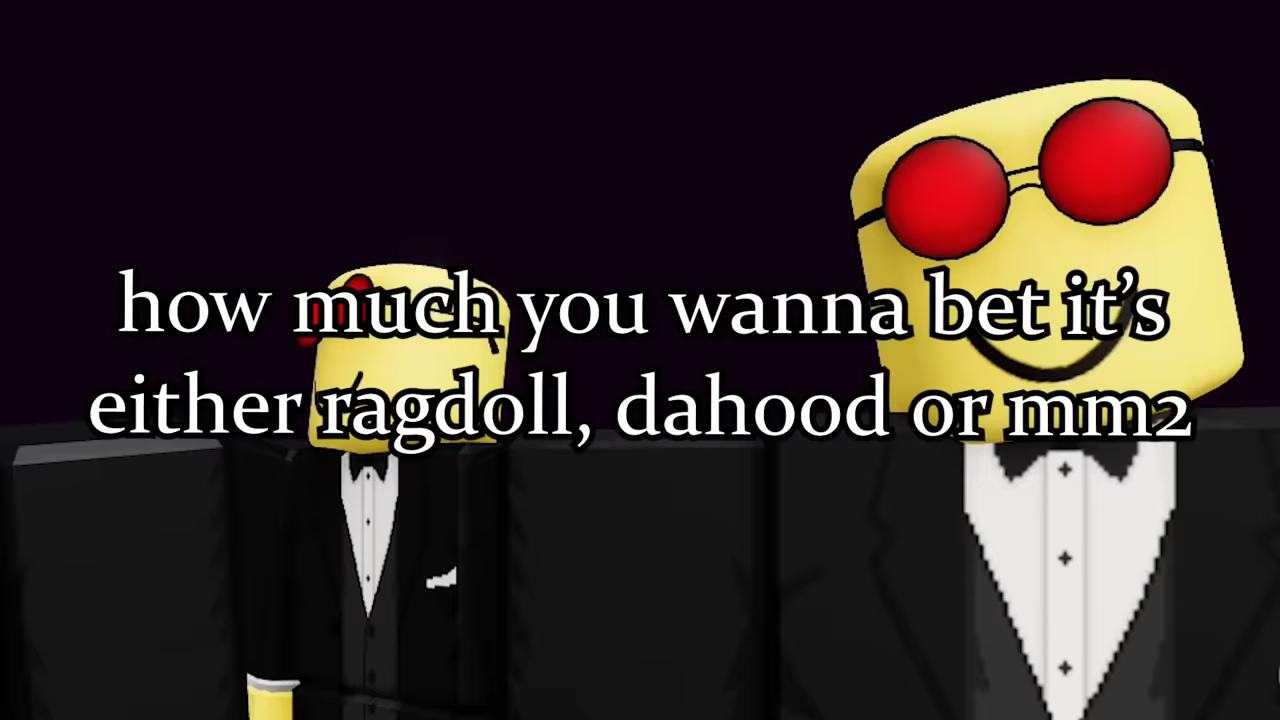 how much you wanna bet it’s
either ragdoll, dahood or mm2